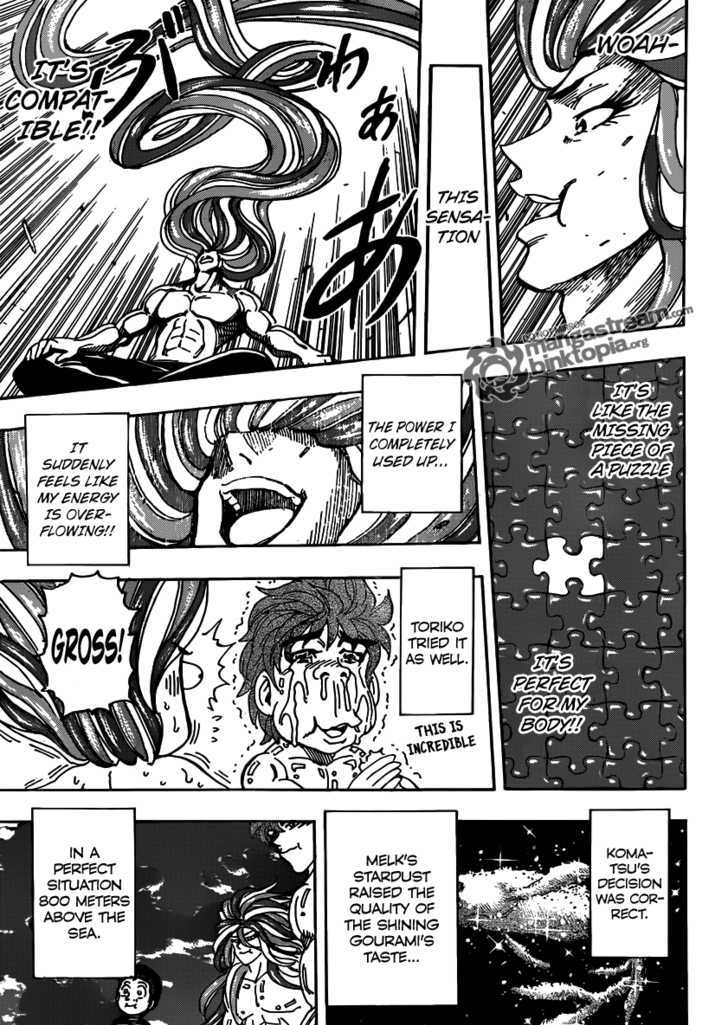 WOAH-
THIS
SENSA-
TION
IT'S
COMPAT-
IBLE!!
ぶ
わ
ぁ
あ
mangastream.com
binktopia.org
IT'S
LIKE THE
MISSING
PIECE OF
A PUZZLE
IT'S
PERFECT
FOR MY
BODY!!
THE POWER I
COMPLETELY
USED UP...
IT
SUDDENLY
FEELS LIKE
MY ENERGY
IS OVER-
FLOWING!!
TORIKO
TRIED IT
AS WELL.
THIS IS
INCREDIBLE
GROSS!
KOMA-
TSU'S
DECISION
WAS COR-
RECT.
MELK'S
STARDUST
RAISED THE
QUALITY OF
THE SHINING
GOURAMI'S
TASTE...
IN A
PERFECT
SITUATION
800 METERS
ABOVE THE
SEA.